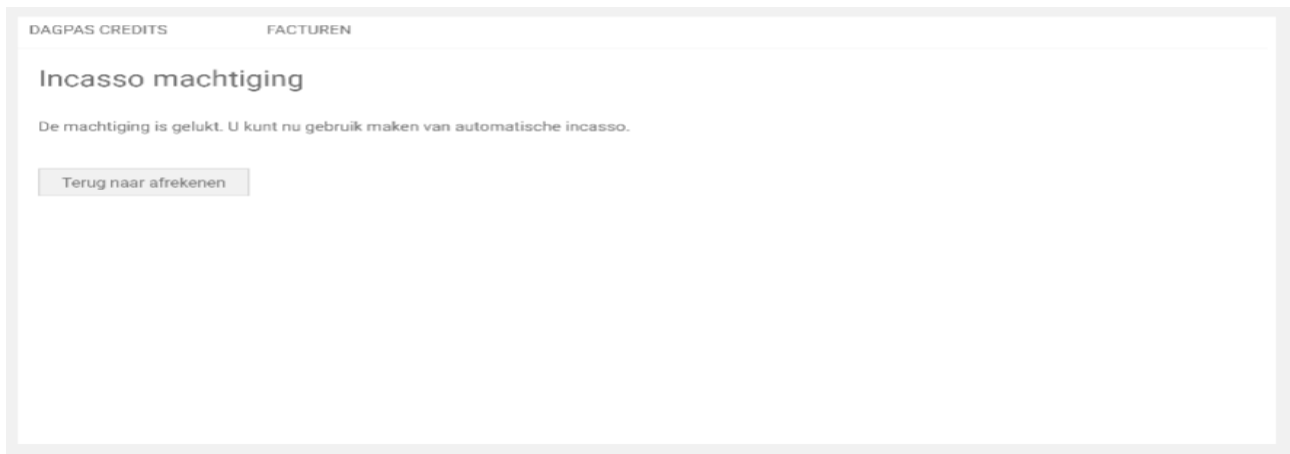 DAGPAS CREDITS FACTUREN
Incasso machtiging
De machtiging is gelukt. U kunt nu gebruik maken van automatische incasso.
Terug naar afrekenen